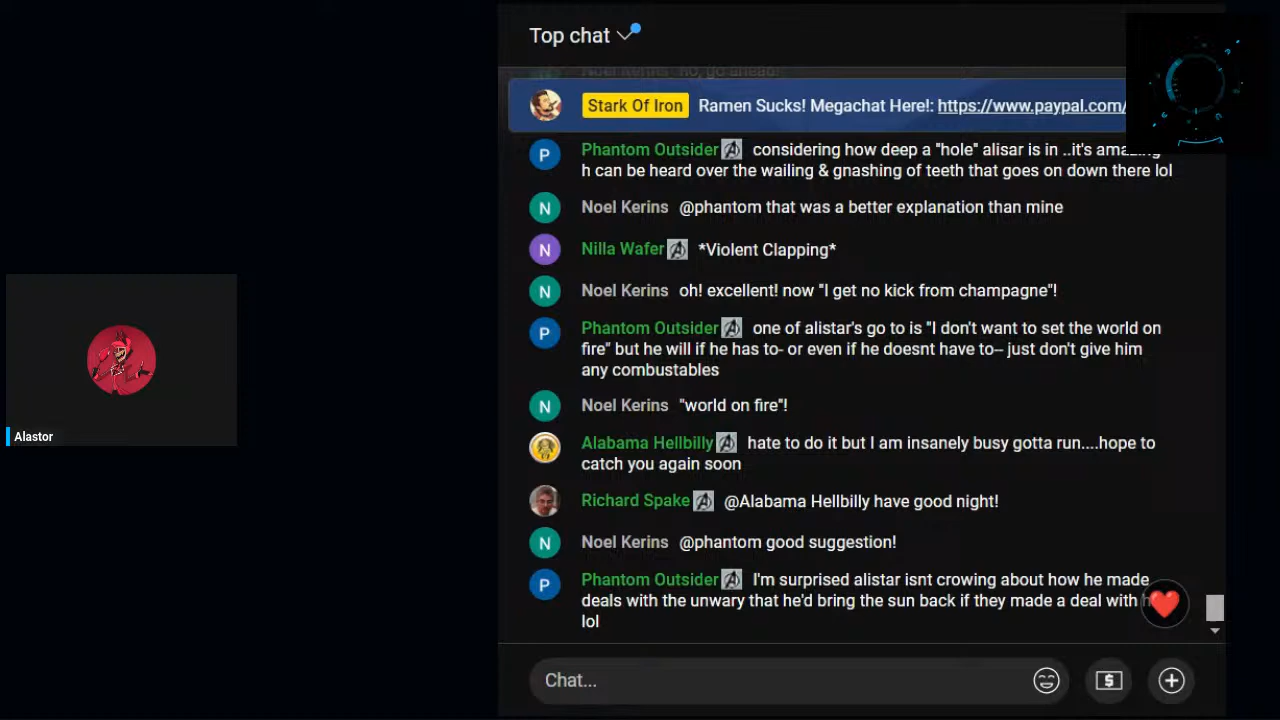 Top chat
Noel Kerins no, go ahead!
Stark Of Iron Ramen Sucks! Megachat Here!: https://www.paypal.com/
Phantom Outsider considering how deep a "hole" alisar is in ..it's
h can be heard over the wailing & gnashing of teeth that goes on down there lol
Noel Kerins @phantom that was a better explanation than mine
Nilla Wafer *Violent Clapping*
Noel Kerins oh! excellent! now "I get no kick from champagne"!
Phantom Outsider one of alistar's go to is "I don't want to set the world on
fire" but he will if he has to- or even if he doesnt have to-- just don't give him
any combustables
Noel Kerins "world on fire"!
Alabama Hellbilly hate to do it but I am insanely busy gotta run....hope to
catch you again soon
Richard Spake @Alabama Hellbilly have good night!
Alastor
Noel Kerins @phantom good suggestion!
Phantom Outsider I'm surprised alistar isnt crowing about how he made
deals with the unwary that he'd bring the sun back if they made a deal with
lol
Chat...